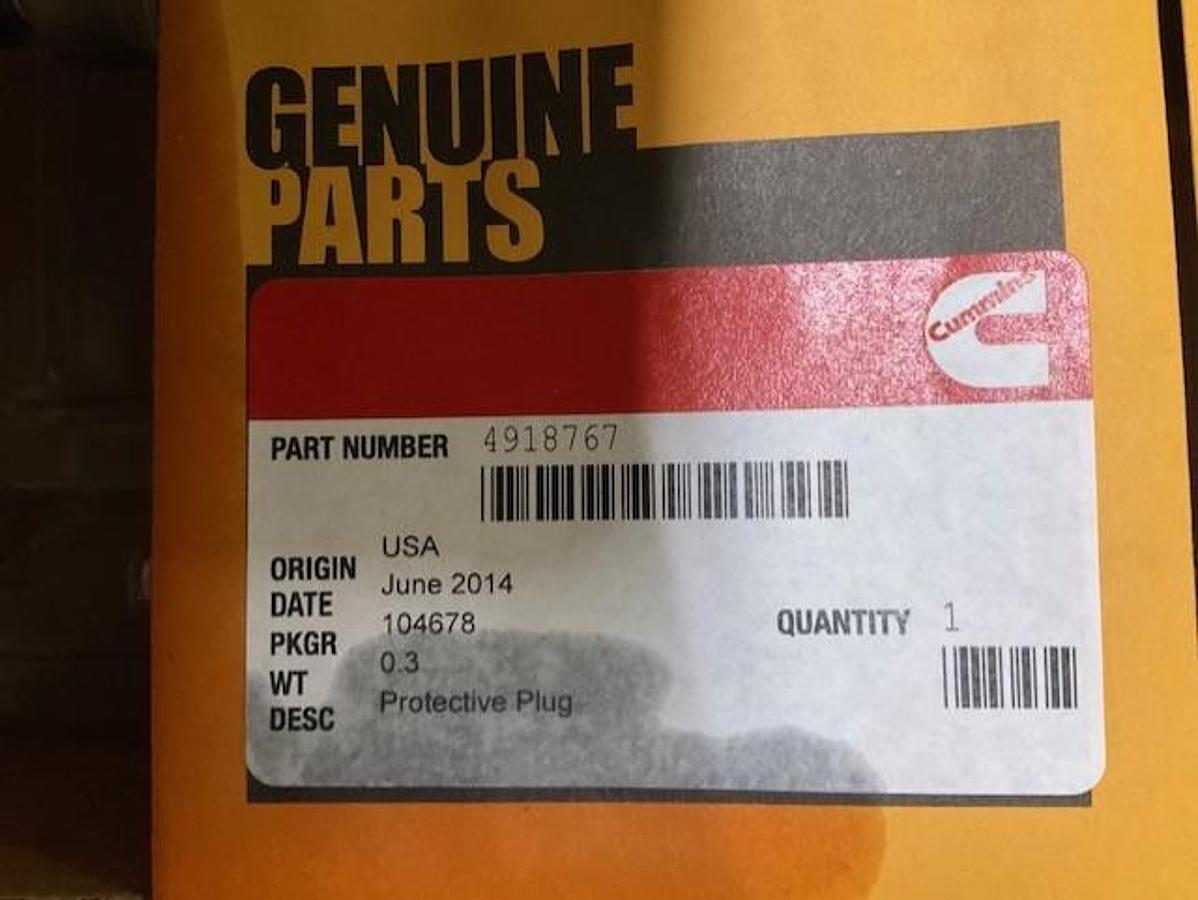 GENUINE
PARTS
Cummins
PART NUMBER 4918767
ORIGIN USA
DATE June 2014
PKGR 104678
WT 0.3
DESC Protective Plug
QUANTITY 1